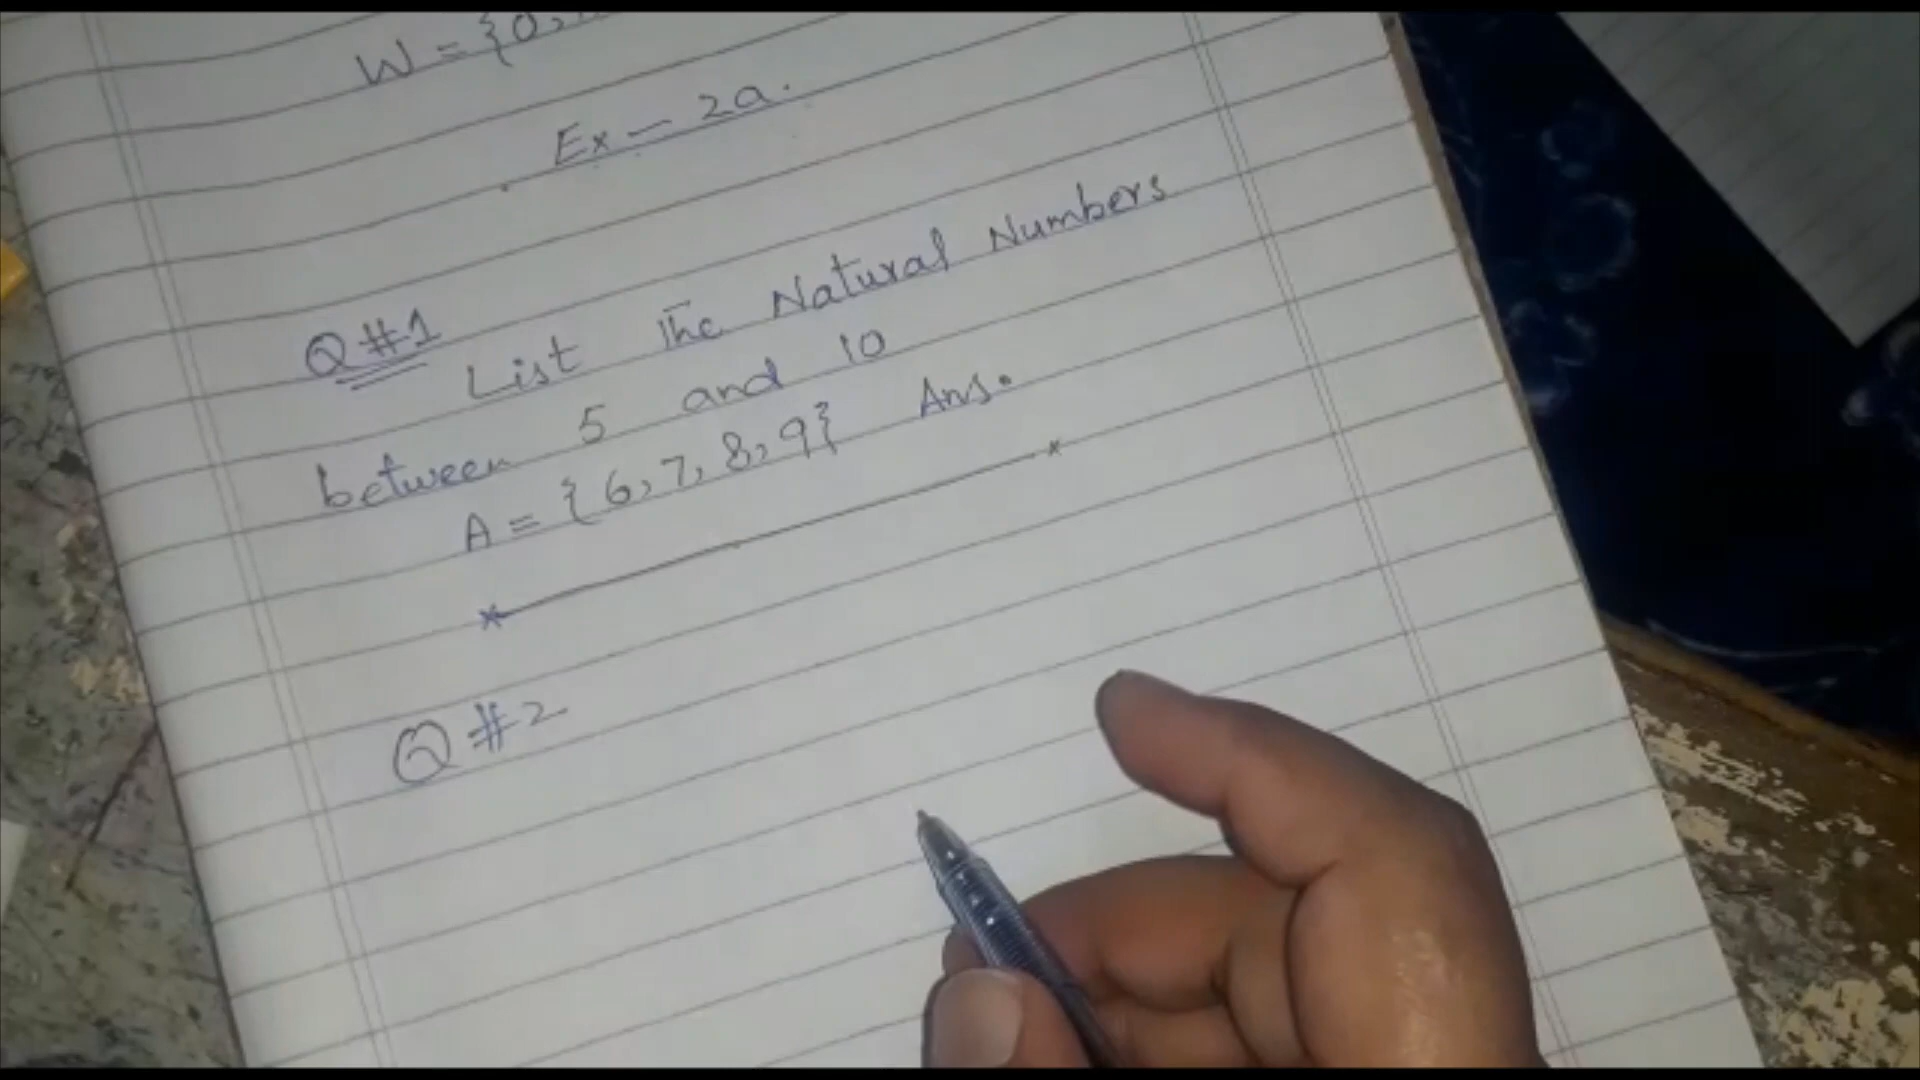 W = {0,
Ex - 2a.
Q #1
List The Natural Numbers
between 5 and 10
A = {6, 7, 8, 9} Ans.
Q #2